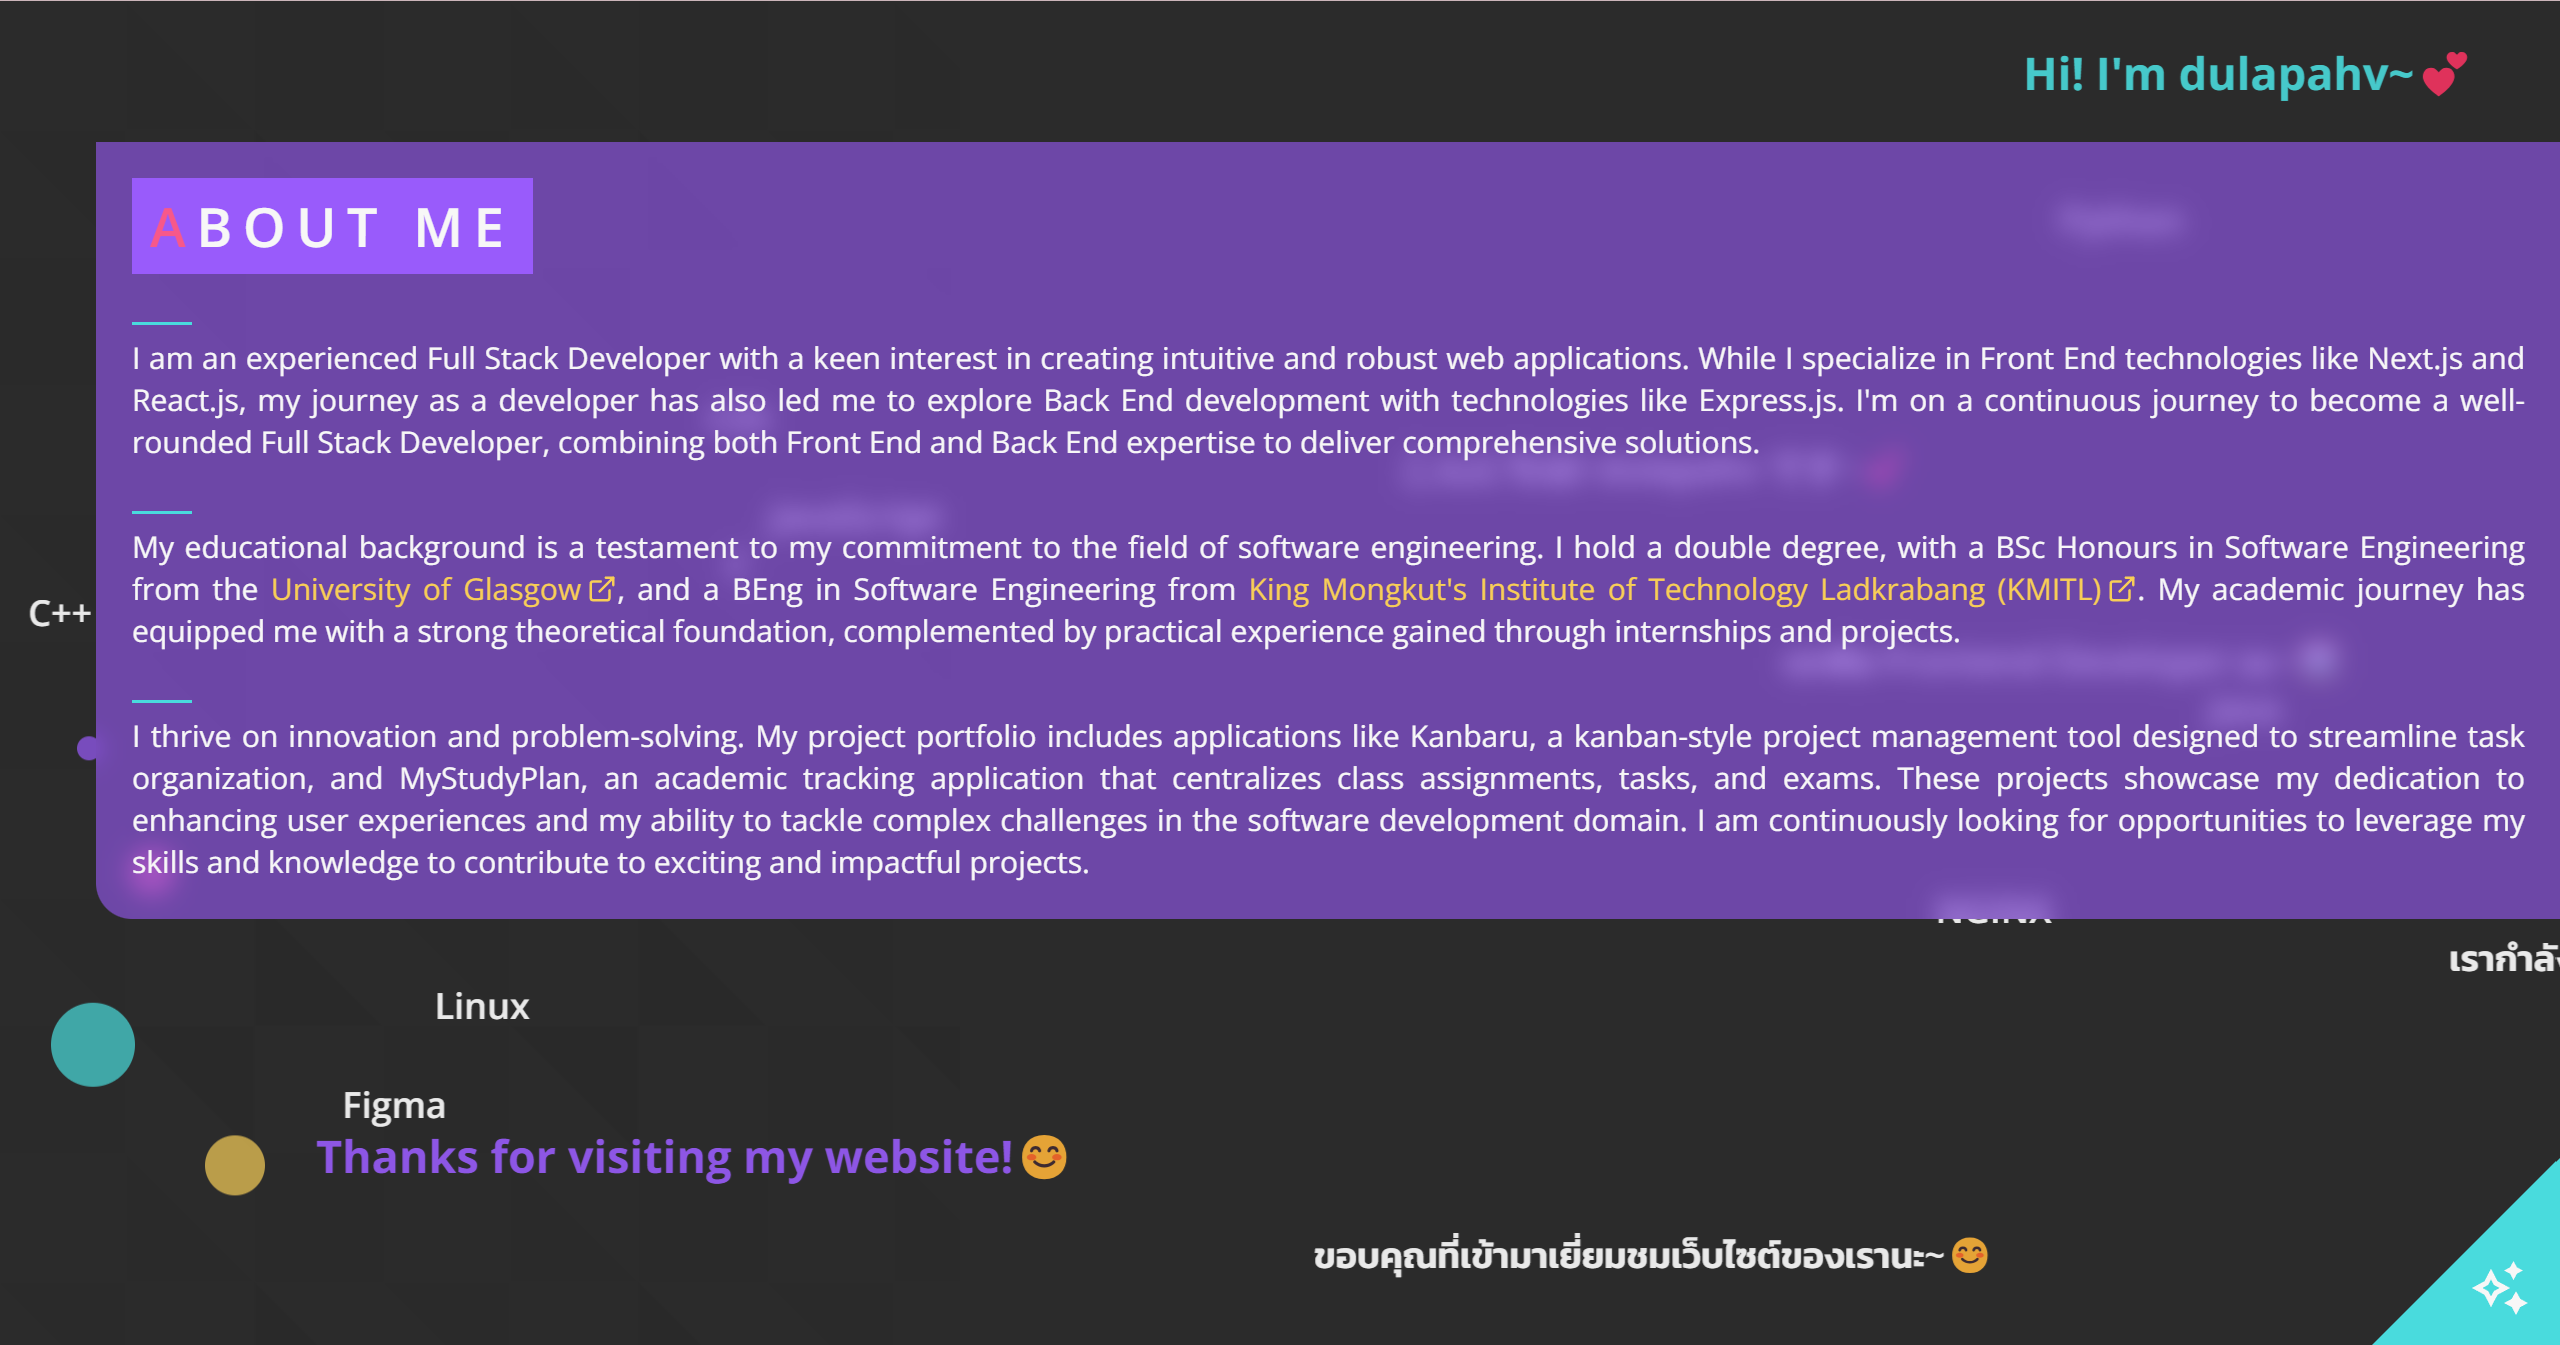 Hi! I'm dulapahv~💕
ABOUT ME
I am an experienced Full Stack Developer with a keen interest in creating intuitive and robust web applications. While I specialize in Front End technologies like Next.js and
React.js, my journey as a developer has also led me to explore Back End development with technologies like Express.js. I'm on a continuous journey to become a well-
rounded Full Stack Developer, combining both Front End and Back End expertise to deliver comprehensive solutions.
My educational background is a testament to my commitment to the field of software engineering. I hold a double degree, with a BSc Honours in Software Engineering
from the University of Glasgow, and a BEng in Software Engineering from King Mongkut's Institute of Technology Ladkrabang (KMITL). My academic journey has
equipped me with a strong theoretical foundation, complemented by practical experience gained through internships and projects.
C++
I thrive on innovation and problem-solving. My project portfolio includes applications like Kanbaru, a kanban-style project management tool designed to streamline task
organization, and MyStudyPlan, an academic tracking application that centralizes class assignments, tasks, and exams. These projects showcase my dedication to
enhancing user experiences and my ability to tackle complex challenges in the software development domain. I am continuously looking for opportunities to leverage my
skills and knowledge to contribute to exciting and impactful projects.
NGINX
เรากำลัง
Linux
Figma
Thanks for visiting my website!😊
ขอบคุณที่เข้ามาเยี่ยมชมเว็บไซต์ของเรานะ~😊